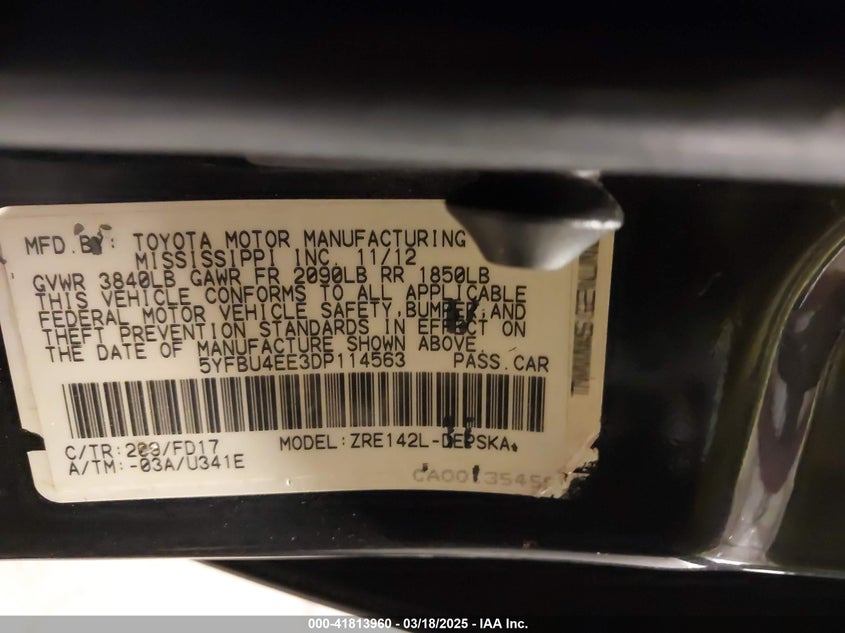 MFD.BY: TOYOTA MOTOR MANUFACTURING
MISSISSIPPI INC. 11/12
GVWR 3840LB GAWR FR 2090LB RR 1850LB
THIS VEHICLE CONFORMS TO ALL APPLICABLE
FEDERAL MOTOR VEHICLE SAFETY, BUMPER, AND
THEFT PREVENTION STANDARDS IN EFFECT ON
THE DATE OF MANUFACTURE SHOWN ABOVE.
5YFBU4EE3DP114563 PASS.CAR
C/TR: 209/FD17 MODEL: ZRE142L-DEPSKA
A/TM: -03A/U341E
000-41813960 - 03/18/2025 - IAA Inc.